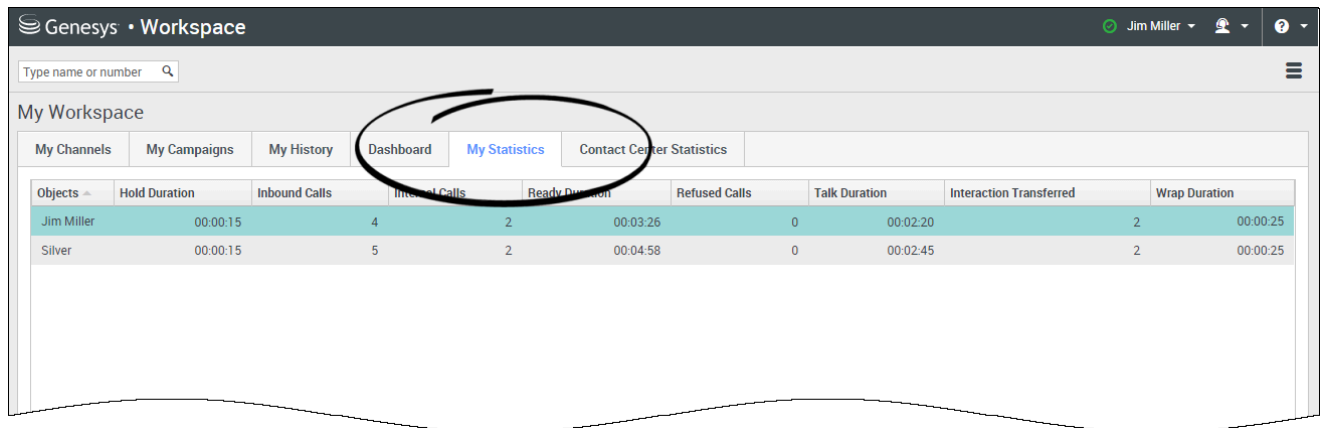 Genesys • Workspace Jim Miller ?
Type name or number
My Workspace
My Channels My Campaigns My History Dashboard My Statistics Contact Center Statistics
Objects Hold Duration Inbound Calls Internal Calls Ready Duration Refused Calls Talk Duration Interaction Transferred Wrap Duration
Jim Miller 00:00:15 4 2 00:03:26 0 00:02:20 2 00:00:25
Silver 00:00:15 5 2 00:04:58 0 00:02:45 2 00:00:25